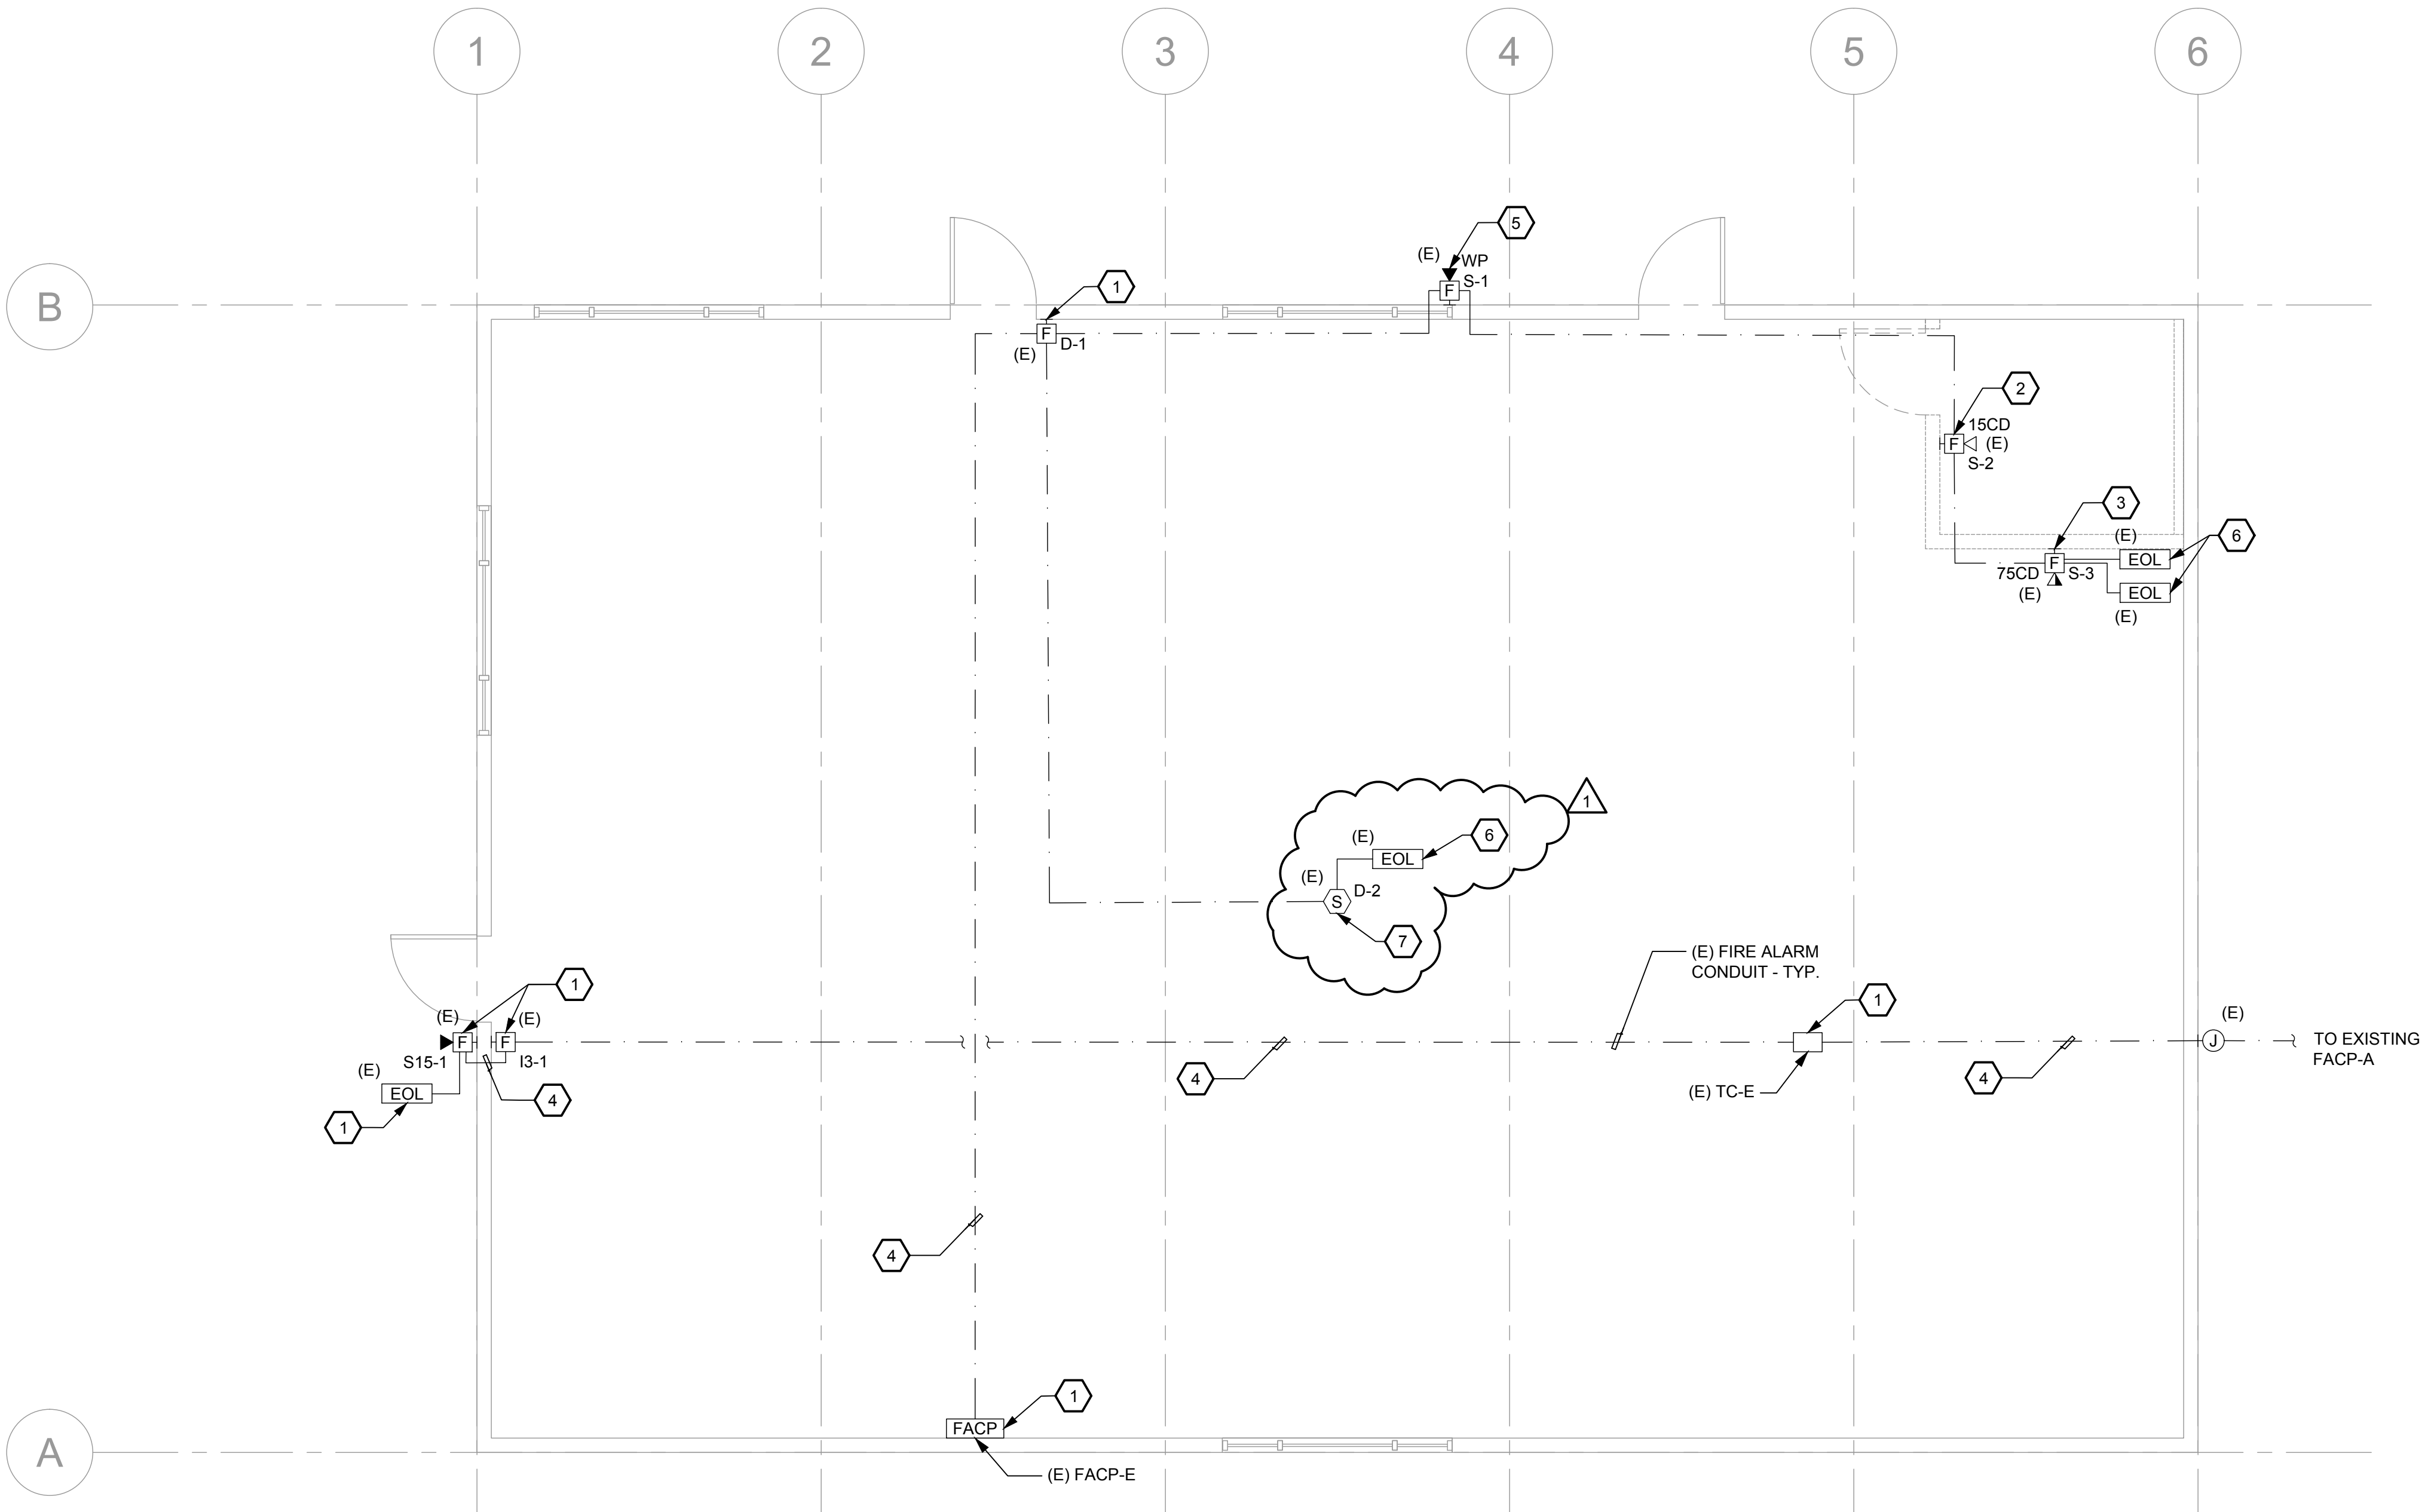 1 2 3 4 5 6
5
(E) WP
B
1
S-1
F
F
D-1
(E)
2
15CD
F (E)
S-2
3
(E)
6
EOL
F
75CD S-3
(E)
EOL
(E)
1
(E)
6
EOL
(E)
D-2
S
7
(E) FIRE ALARM
CONDUIT - TYP.
1
1
(E) (E)
F F
S15-1 I3-1
(E)
EOL
4
1
4
(E) TC-E
4
(E)
J
TO EXISTING
FACP-A
4
1
FACP
A
(E) FACP-E